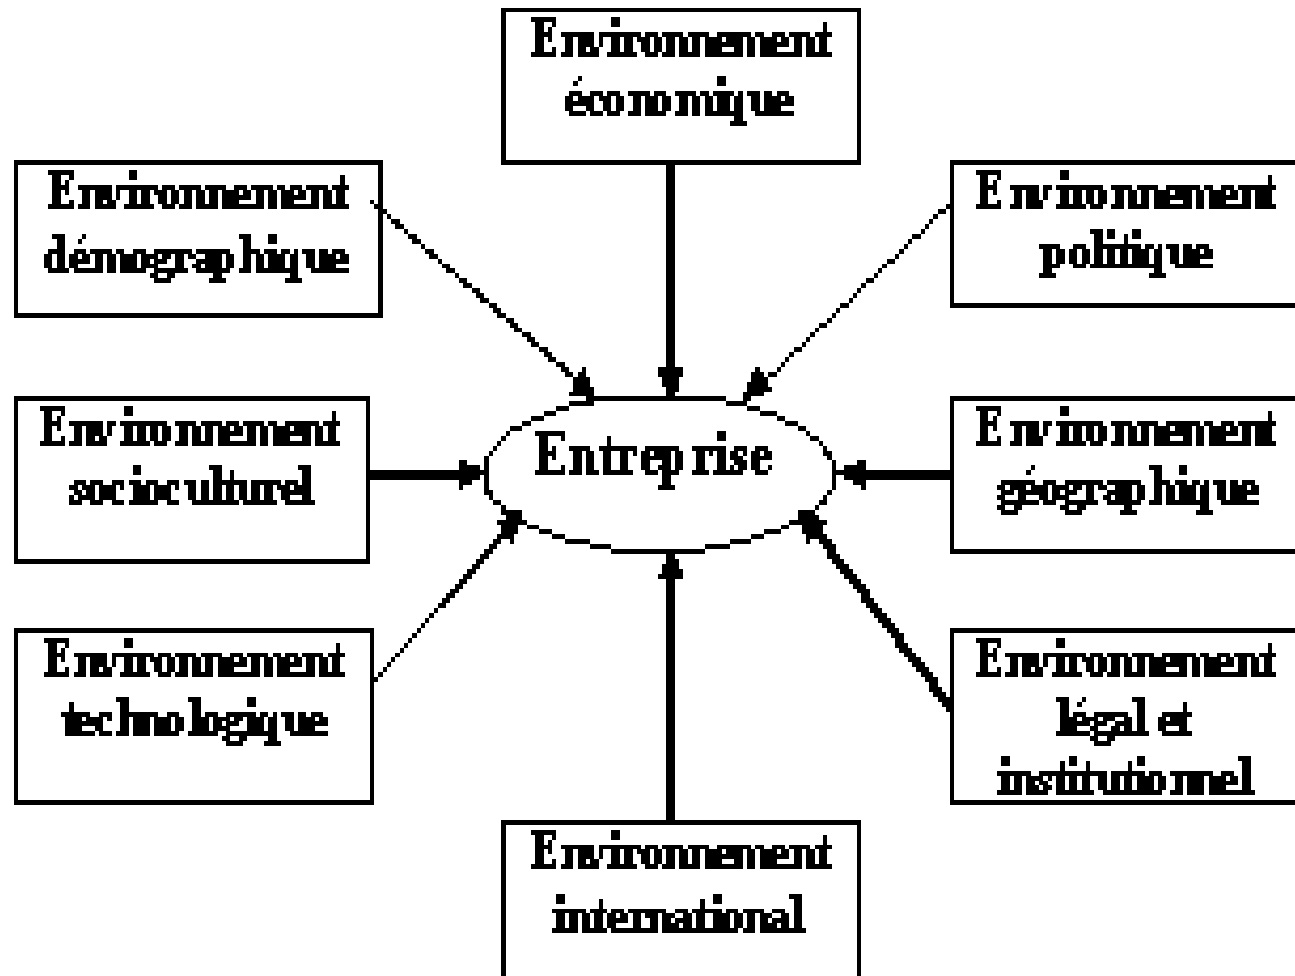 Environnement
économique
Environnement
démographique
Environnement
politique
Environnement
socioculturel
Entreprise
Environnement
géographique
Environnement
technologique
Environnement
légal et
institutionnel
Environnement
international